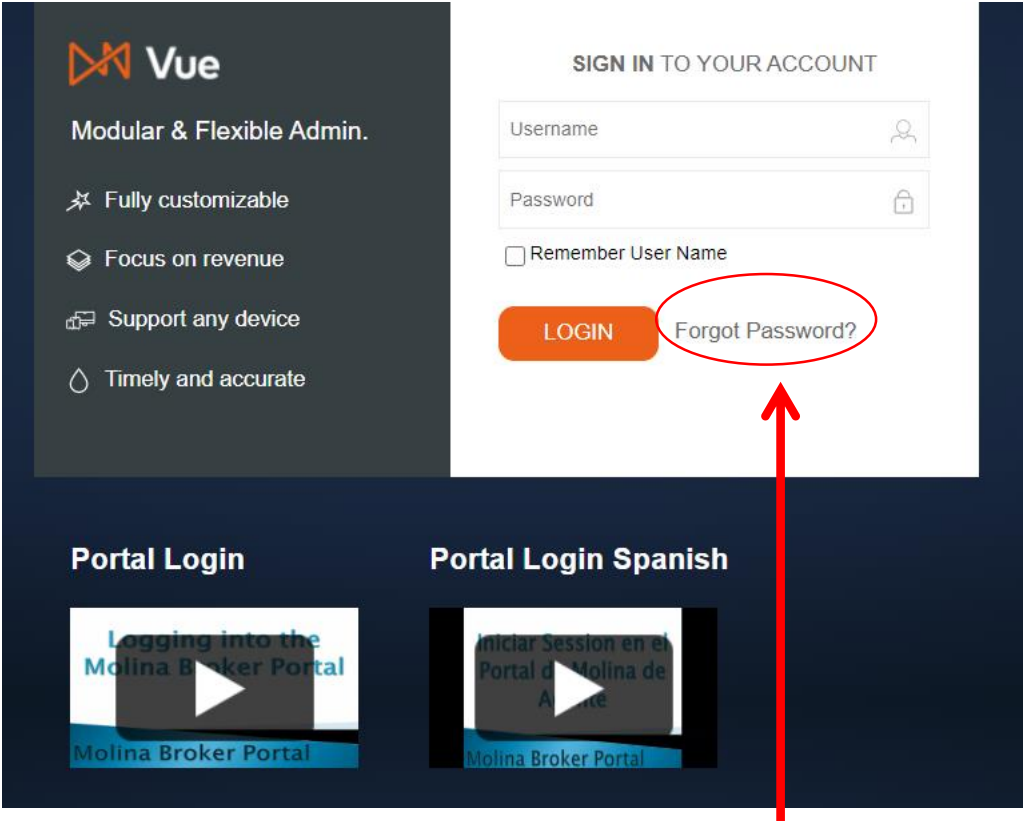 Vue
Modular & Flexible Admin.
Fully customizable
Focus on revenue
Support any device
Timely and accurate
SIGN IN TO YOUR ACCOUNT
Username
Password
Remember User Name
LOGIN
Forgot Password?
Portal Login
Logging into the
Molina Broker Portal
Molina Broker Portal
Portal Login Spanish
Iniciar Session en el
Portal de Molina de
Molina Broker Portal